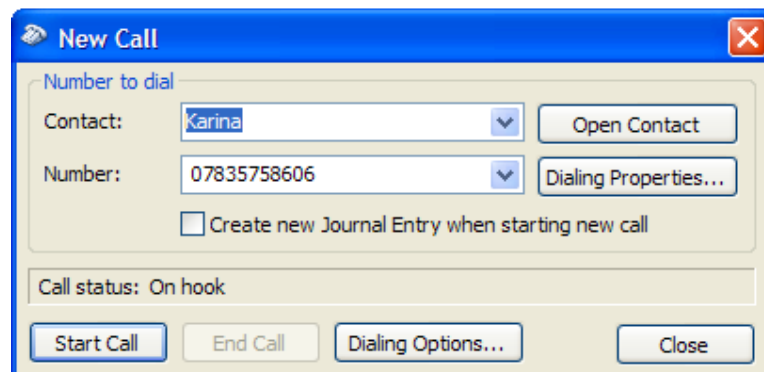 New Call
Number to dial
Contact: Karina Open Contact
Number: 07835758606 Dialing Properties...
Create new Journal Entry when starting new call
Call status: On hook
Start Call End Call Dialing Options... Close